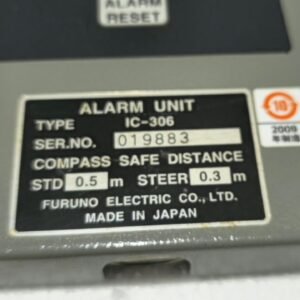 ALARM
RESET
ALARM UNIT
TYPE IC-306
SER.NO. 019883
COMPASS SAFE DISTANCE
STD 0.5 m STEER 0.3 m
FURUNO ELECTRIC CO., LTD.
MADE IN JAPAN
10
2009